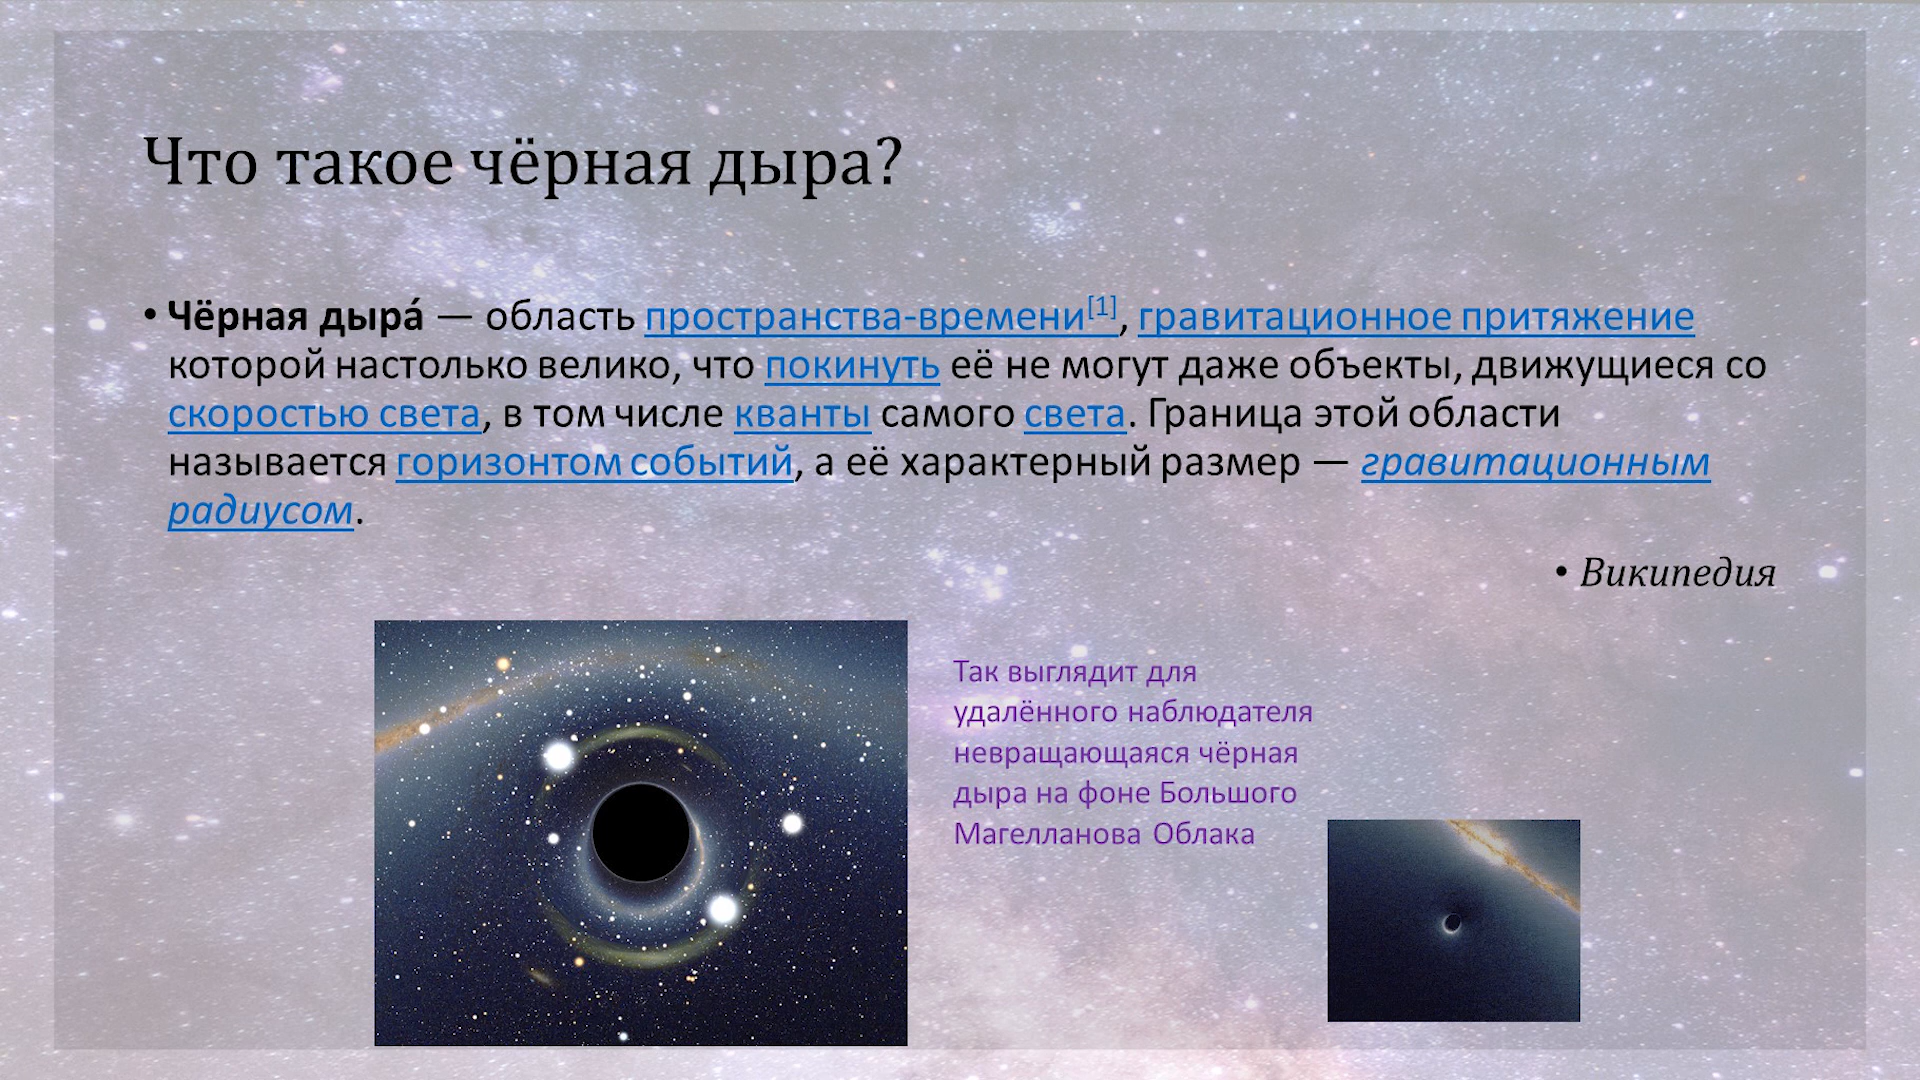 Что такое чёрная дыра?
• Чёрная дыра́ — область пространства-времени[1], гравитационное притяжение
которой настолько велико, что покинуть её не могут даже объекты, движущиеся со
скоростью света, в том числе кванты самого света. Граница этой области
называется горизонтом событий, а её характерный размер — гравитационным
радиусом.
• Википедия
Так выглядит для
удалённого наблюдателя
невращающаяся чёрная
дыра на фоне Большого
Магелланова Облака